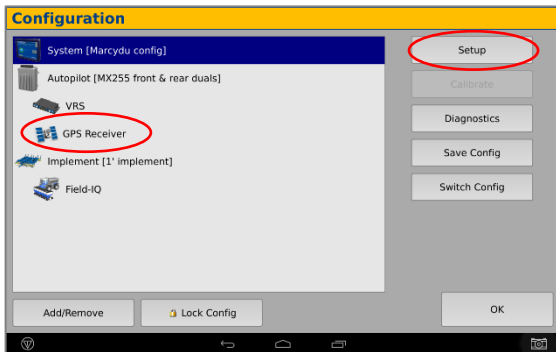 Configuration
System [Marcydu config]
Autopilot [MX255 front & rear duals]
VRS
GPS Receiver
Implement [1' implement]
Field-IQ
Setup
Calibrate
Diagnostics
Save Config
Switch Config
Add/Remove
Lock Config
OK